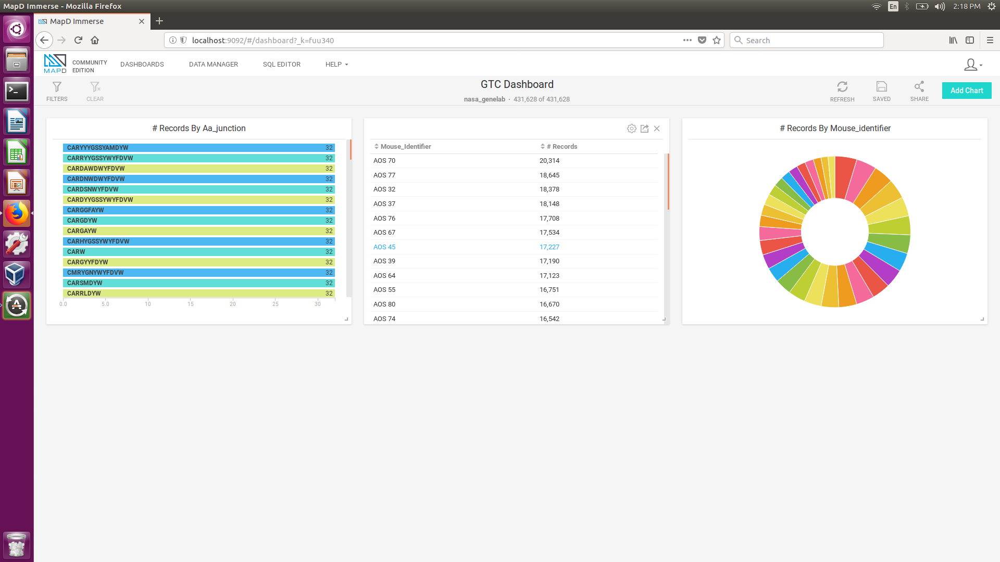 MapD Immerse - Mozilla Firefox
En
2:18 PM
MapD Immerse
localhost:9092/#/dashboard?_k=fuu340
Search
MAPD
COMMUNITY
EDITION
DASHBOARDS
DATA MANAGER
SQL EDITOR
HELP
FILTERS
CLEAR
GTC Dashboard
nasa_genelab · 431,628 of 431,628
REFRESH
SAVED
SHARE
Add Chart
# Records By Aa_junction
CARYYYGSSYAMDYW 32
CARRYYGSSYWYFDVW 32
CARDAWDWYFDVW 32
CARDNWDWYFDVW 32
CARDSNWYFDVW 32
CARDYYGSSYWYFDVW 32
CARGGFAYW 32
CARGDYW 32
CARGAYW 32
CARHYGSSYWYFDVW 32
CARW 32
CARGYYFDYW 32
CMRYGNYWYFDVW 32
CARSMDYW 32
CARRLDYW 32
0.0 5.0 10 15 20 25 30
Mouse_Identifier # Records
AOS 70 20,314
AOS 77 18,645
AOS 32 18,378
AOS 37 18,148
AOS 76 17,708
AOS 67 17,534
AOS 45 17,227
AOS 39 17,190
AOS 64 17,123
AOS 55 16,751
AOS 80 16,670
AOS 74 16,542
# Records By Mouse_identifier